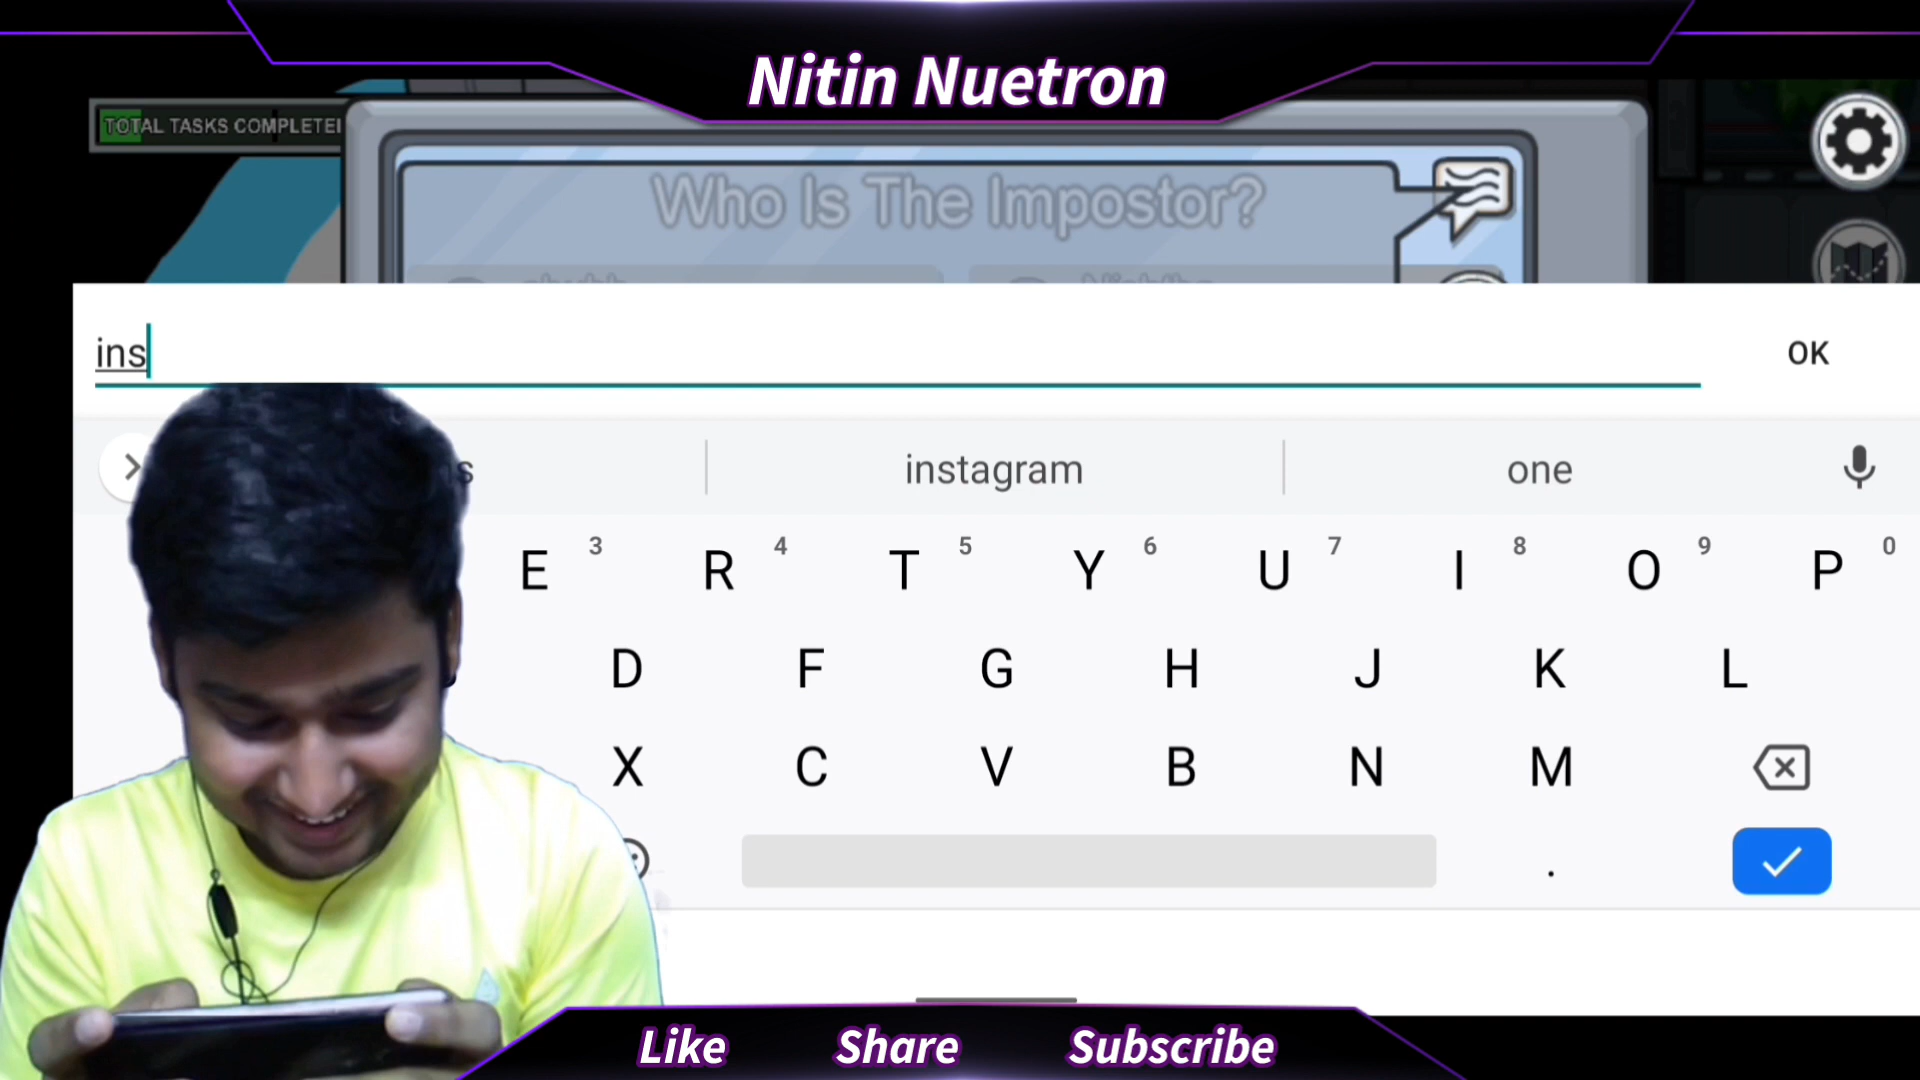 Nitin Nuetron
TOTAL TASKS COMPLETE
Who Is The Impostor?
ins
OK
instagram
one
E 3 R 4 T 5 Y 6 U 7 I 8 O 9 P 0
D F G H J K L
X C V B N M
.
Like Share Subscribe